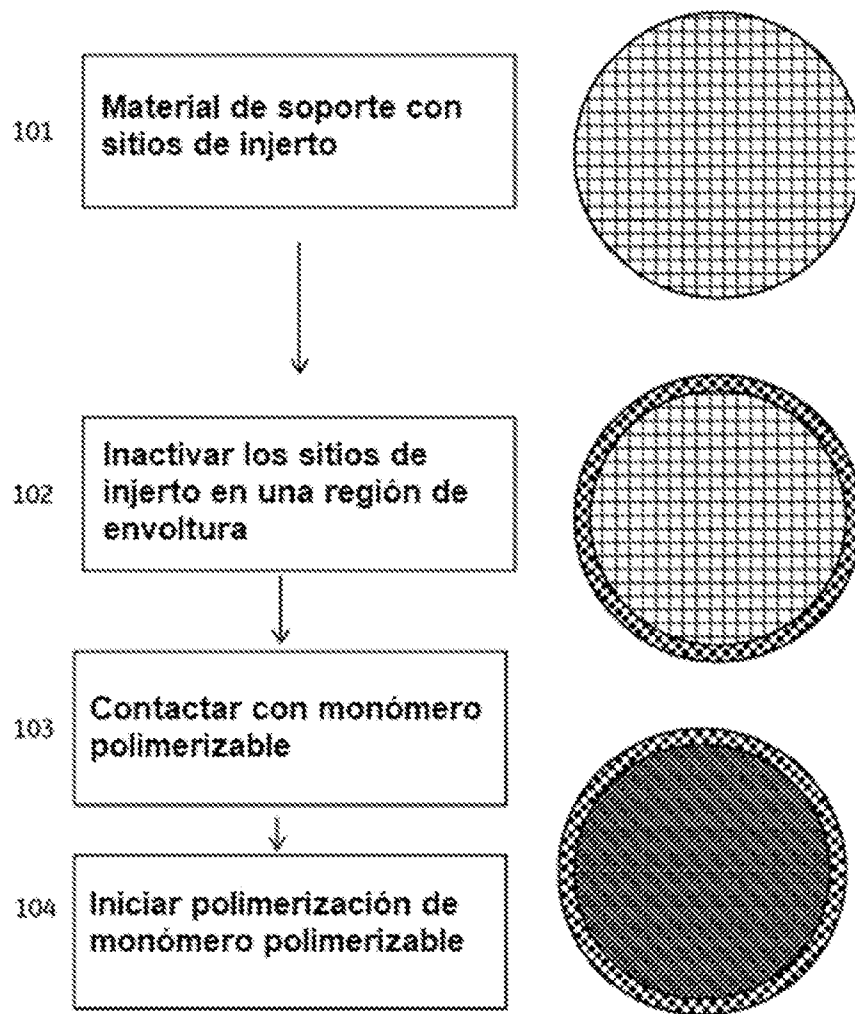 101
Material de soporte con
sitios de injerto
102
Inactivar los sitios de
injerto en una región de
envoltura
103
Contactar con monómero
polimerizable
104
Iniciar polimerización de
monómero polimerizable